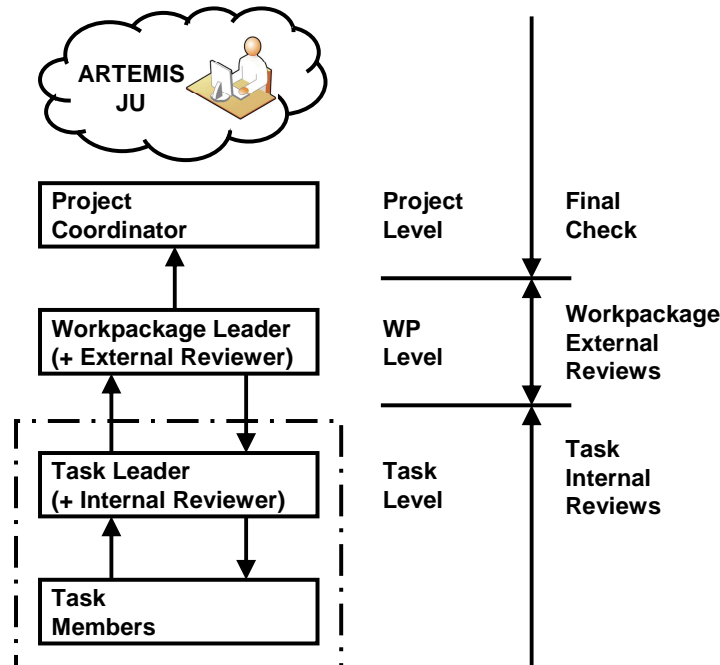 ARTEMIS
JU
Project
Coordinator
Project
Level
Final
Check
Workpackage Leader
(+ External Reviewer)
WP
Level
Workpackage
External
Reviews
Task Leader
(+ Internal Reviewer)
Task
Level
Task
Internal
Reviews
Task
Members